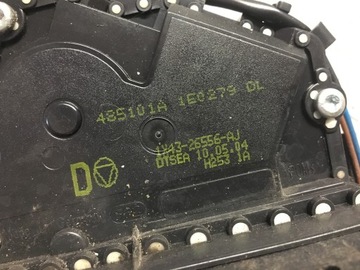 485101A 1E0279 DL
1X43-26556-AJ
DTSEA 10.05.04
H253 1A
D